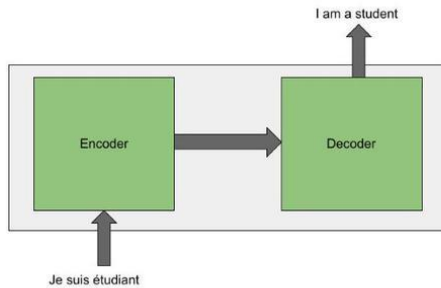 I am a student
Encoder
Decoder
Je suis étudiant